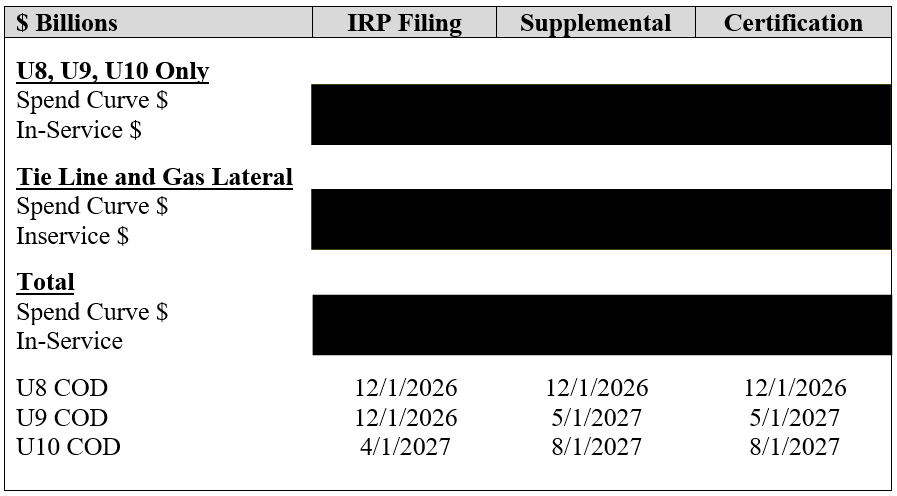 $ Billions IRP Filing Supplemental Certification
U8, U9, U10 Only
Spend Curve $
In-Service $
Tie Line and Gas Lateral
Spend Curve $
Inservice $
Total
Spend Curve $
In-Service
U8 COD 12/1/2026 12/1/2026 12/1/2026
U9 COD 12/1/2026 5/1/2027 5/1/2027
U10 COD 4/1/2027 8/1/2027 8/1/2027